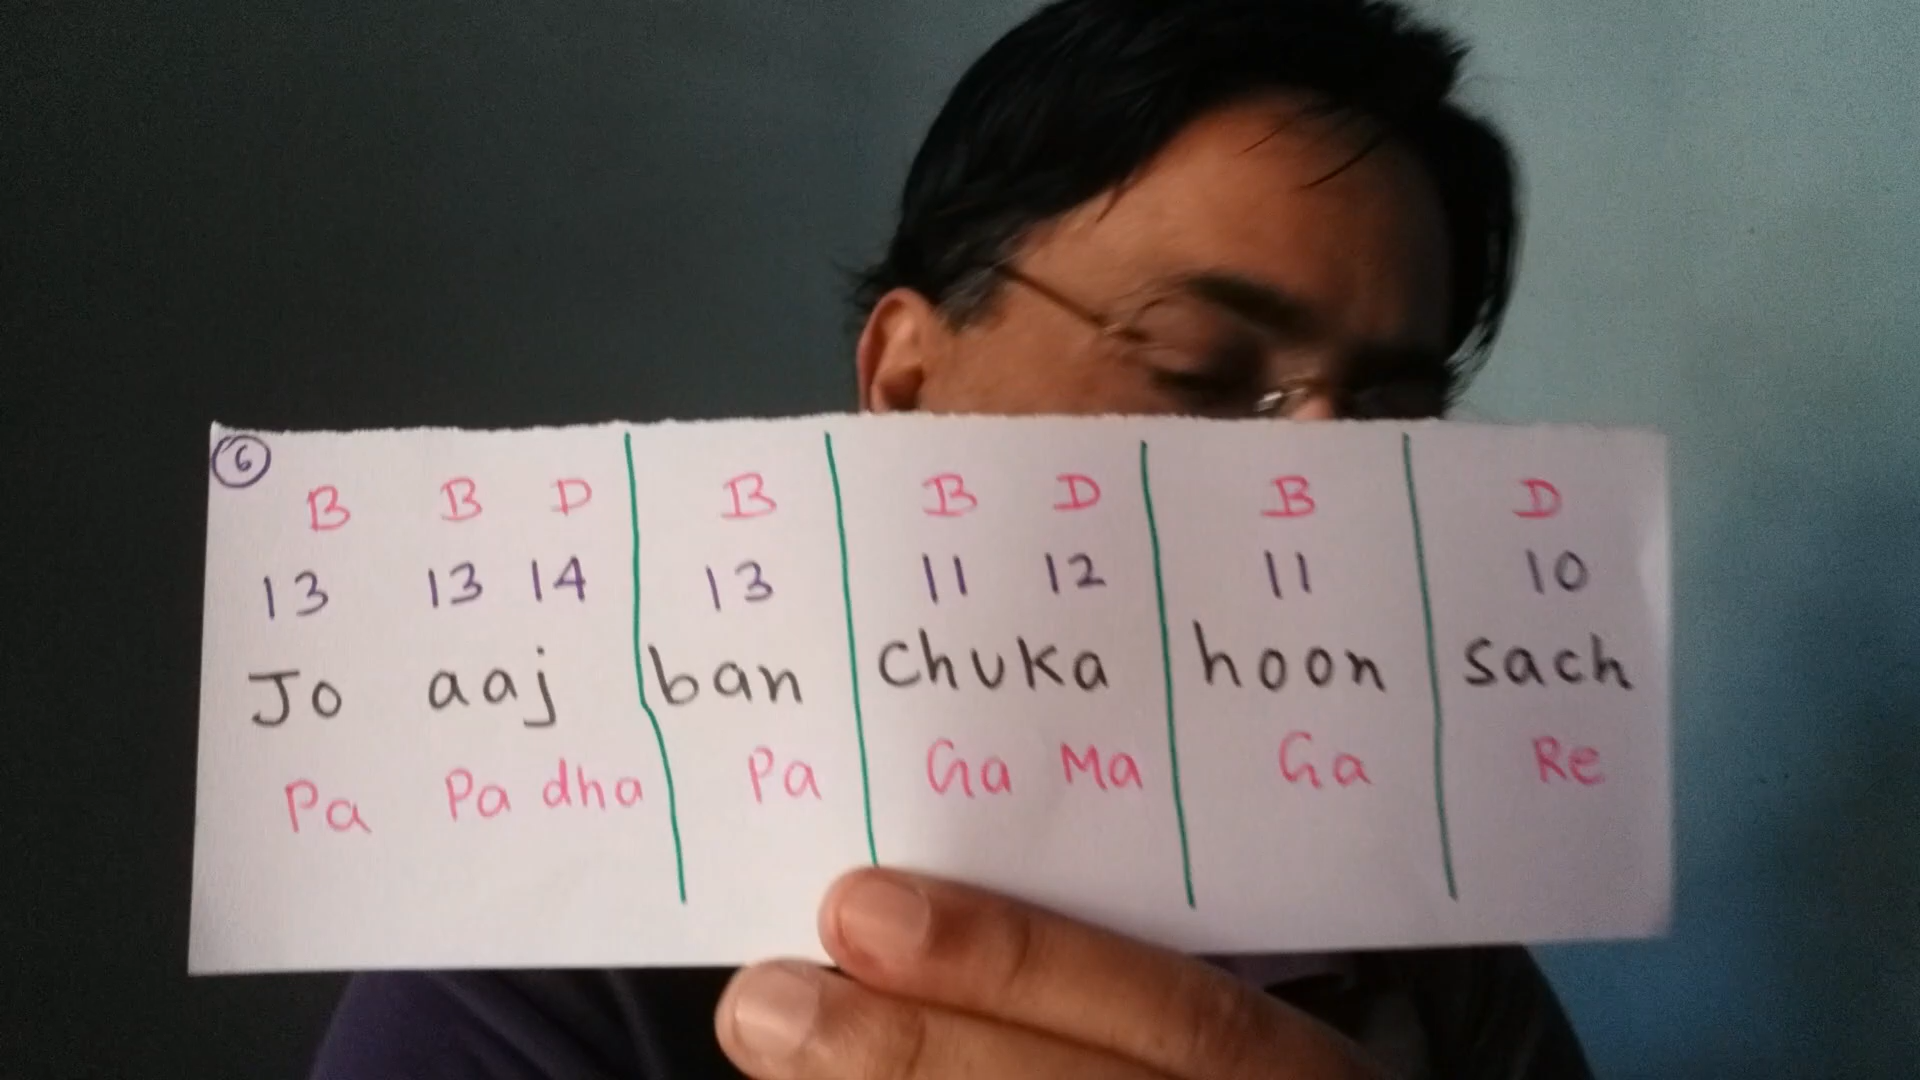 6
B B D B B D B D
13 13 14 13 11 12 11 10
Jo aaj ban chuka hoon sach
Pa Pa dha Pa Ga Ma Ga Re